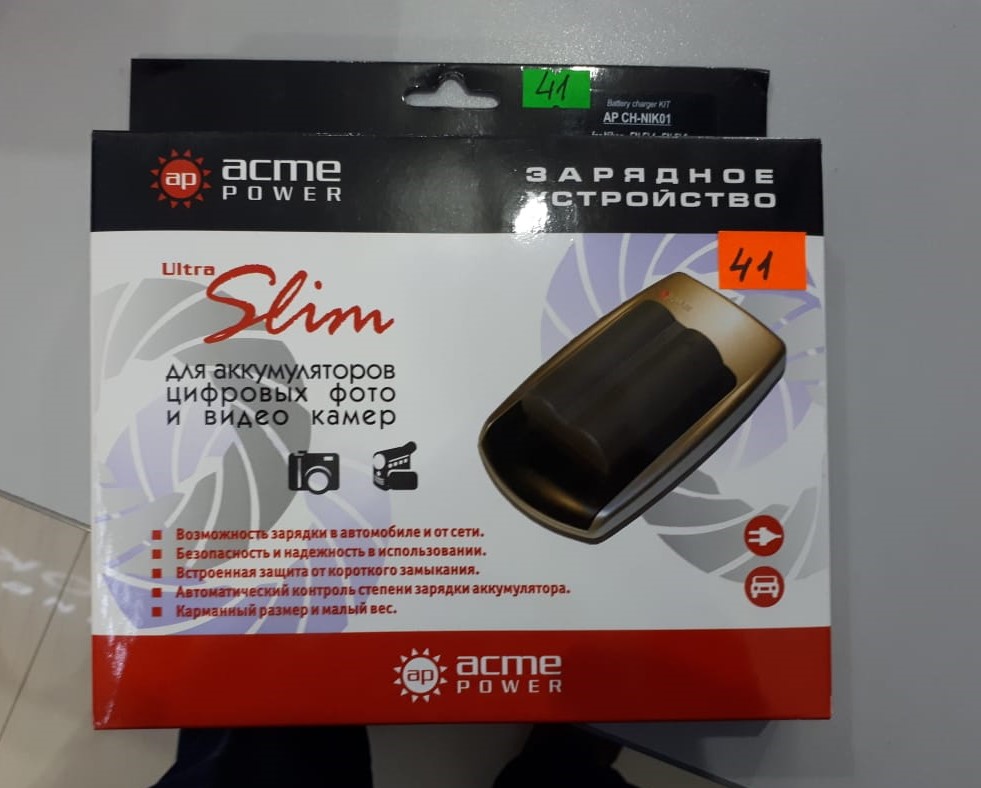 41
Battery charger KIT
AP CH-NIK01
ap acme
POWER
ЗАРЯДНОЕ
УСТРОЙСТВО
41
Ultra
Slim
для аккумуляторов
цифровых фото
и видео камер
Возможность зарядки в автомобиле и от сети.
Безопасность и надежность в использовании.
Встроенная защита от короткого замыкания.
Автоматический контроль степени зарядки аккумулятора.
Карманный размер и малый вес.
ap acme
POWER